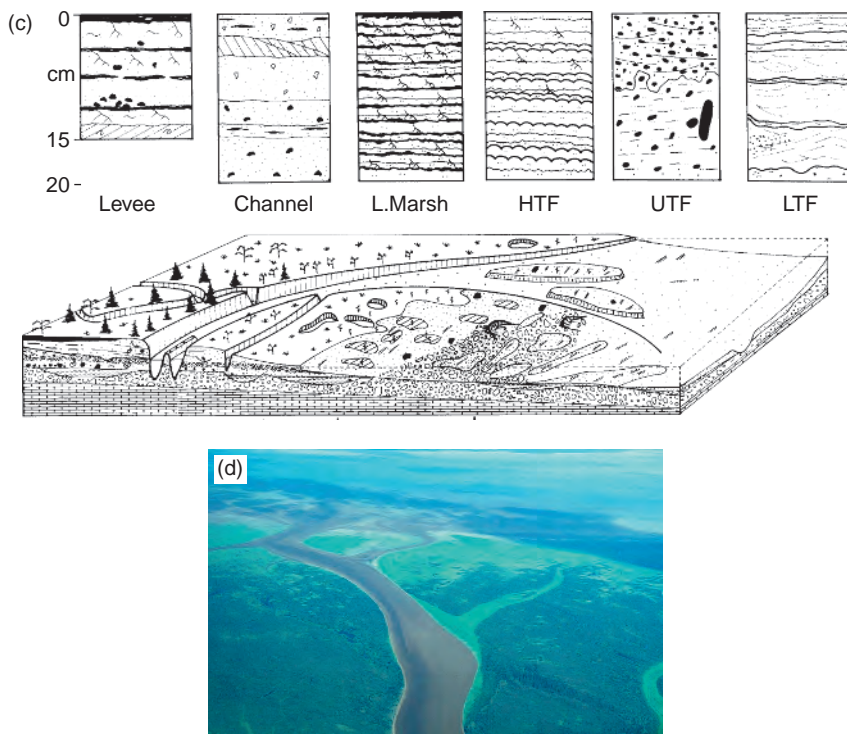 (c)
0
cm
15
20
Levee
Channel
L.Marsh
HTF
UTF
LTF
(d)